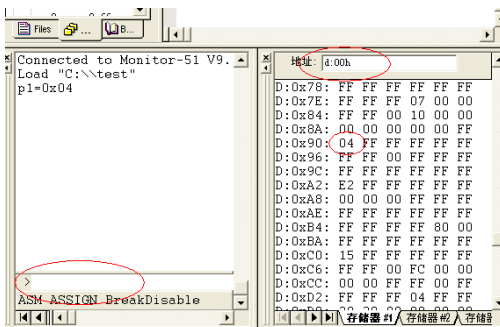 Files
B...
Connected to Monitor-51 V9.
Load "C:\\test"
p1=0x04
>
ASM ASSIGN BreakDisable
地址: d:00h
D:0x78: FF FF FF FF FF FF
D:0x7E: FF FF 00 07 00 00
D:0x84: FF FF 00 10 00 00
D:0x8A: 00 00 00 00 00 FF
D:0x90: 04 FF FF FF FF FF
D:0x96: FF FF 00 FF FF FF
D:0x9C: FF FF FF FF FF FF
D:0xA2: E2 FF FF FF FF FF
D:0xA8: 00 00 00 FF FF FF
D:0xAE: FF FF FF FF FF FF
D:0xB4: FF FF FF FF 80 00
D:0xBA: FF FF FF FF FF FF
D:0xC0: 15 FF FF FF FF FF
D:0xC6: FF FF 00 FC 00 00
D:0xCC: 00 00 FF FF 00 00
D:0xD2: FF FF FF 04 FF FF
存储器 #1 存储器 #2 存储器